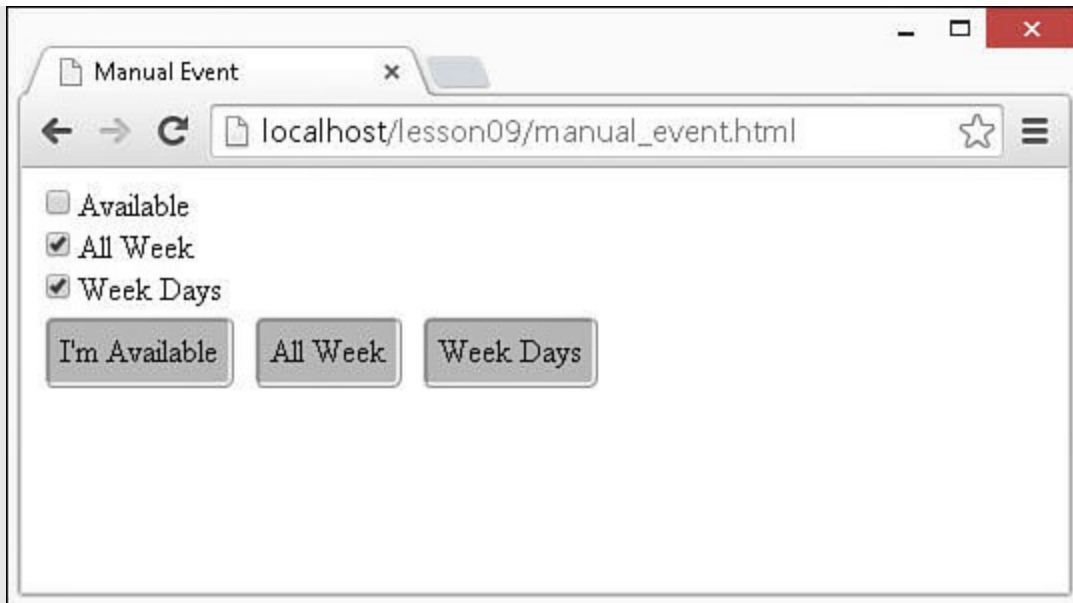 Manual Event
localhost/lesson09/manual_event.html
Available
All Week
Week Days
I'm Available All Week Week Days